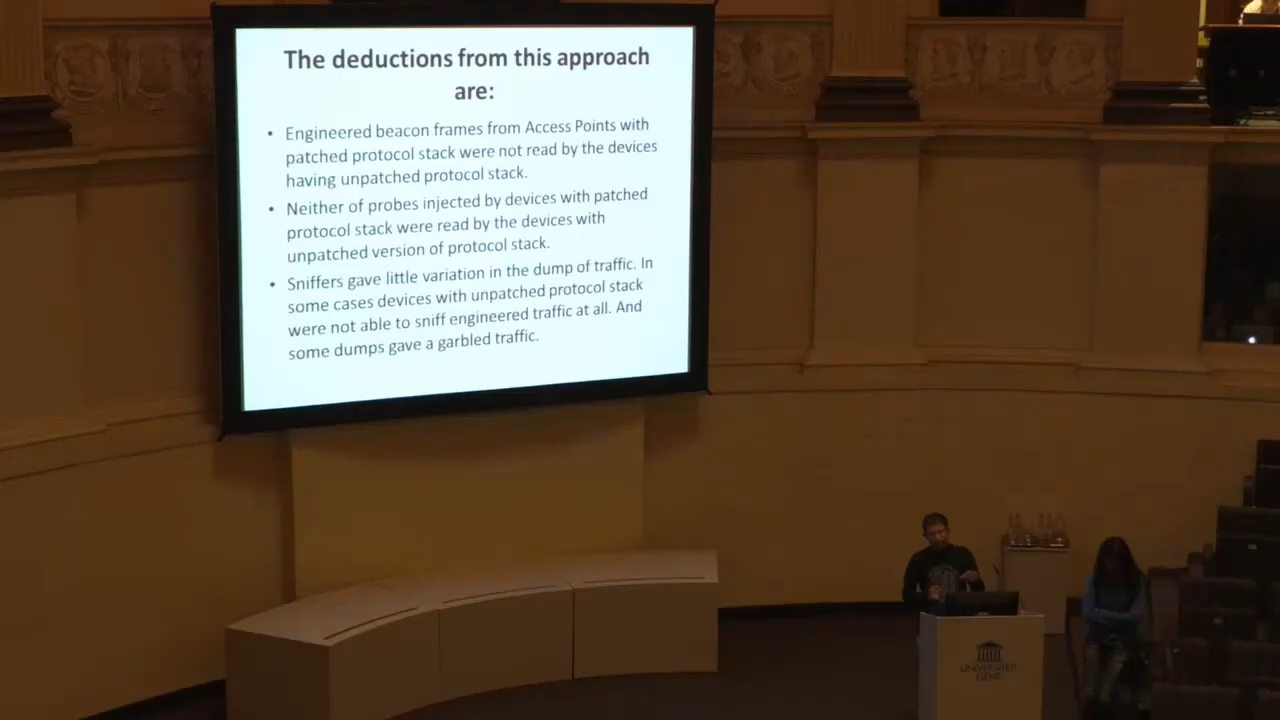 The deductions from this approach
are:
• Engineered beacon frames from Access Points with
patched protocol stack were not read by the devices
having unpatched protocol stack.
• Neither of probes injected by devices with patched
protocol stack were read by the devices with
unpatched version of protocol stack.
• Sniffers gave little variation in the dump of traffic. In
some cases devices with unpatched protocol stack
were not able to sniff engineered traffic at all. And
some dumps gave a garbled traffic.
UNIVERSITEIT
GENT